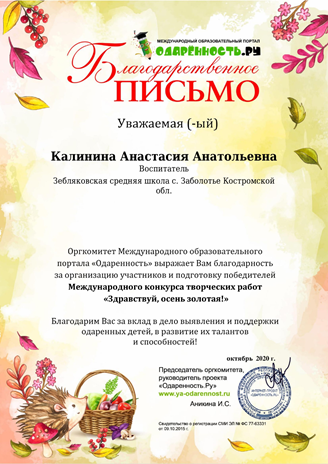 МЕЖДУНАРОДНЫЙ ОБРАЗОВАТЕЛЬНЫЙ ПОРТАЛ
ОДАРЁННОСТЬ.РУ
Благодарственное
ПИСЬМО
Уважаемая (-ый)
Калинина Анастасия Анатольевна
Воспитатель
Зебляковская средняя школа с. Заболотье Костромской
обл.
Оргкомитет Международного образовательного
портала «Одаренность» выражает Вам благодарность
за организацию участников и подготовку победителей
Международного конкурса творческих работ
«Здравствуй, осень золотая!»
Благодарим Вас за вклад в дело выявления и поддержки
одаренных детей, в развитие их талантов
и способностей!
октябрь 2020 г.
Председатель оргкомитета,
руководитель проекта
«Одаренность.Ру»
www.ya-odarennost.ru
Аникина И.С.
Свидетельство о регистрации СМИ ЭЛ № ФС 77-63331
от 09.10.2015 г